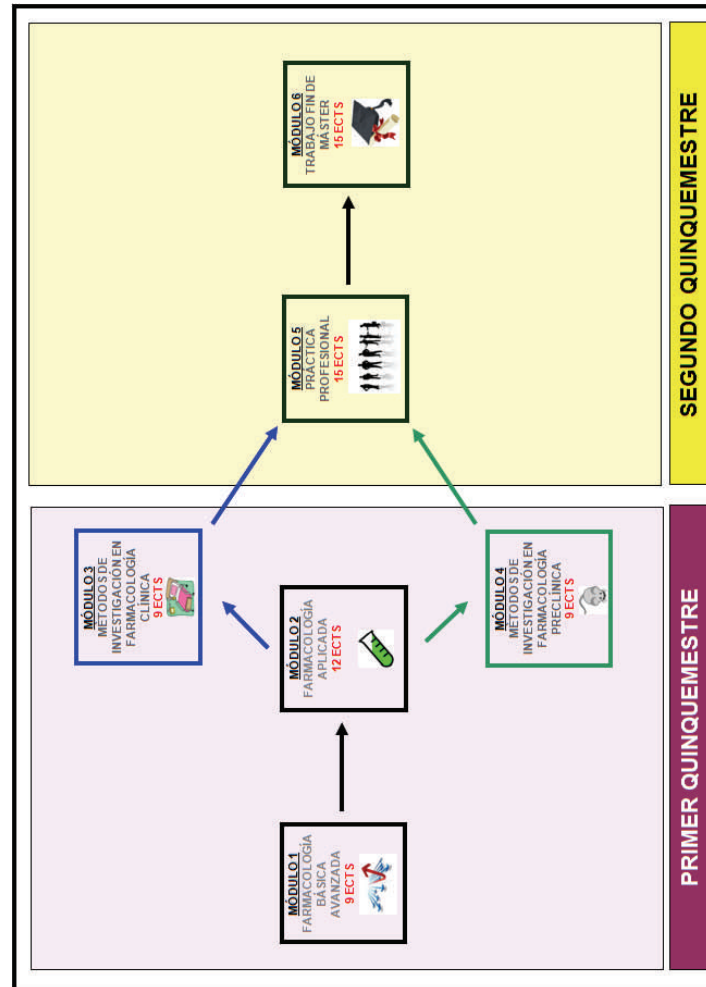 MÓDULO 1
FARMACOLOGÍA
BÁSICA
AVANZADA
9 ECTS
MÓDULO 2
FARMACOLOGÍA
APLICADA
12 ECTS
MÓDULO 3
MÉTODOS DE
INVESTIGACIÓN EN
FARMACOLOGÍA
CLÍNICA
9 ECTS
MÓDULO 4
MÉTODOS DE
INVESTIGACIÓN EN
FARMACOLOGÍA
PRECLÍNICA
9 ECTS
PRIMER QUINQUEMESTRE
MÓDULO 5
PRÁCTICA
PROFESIONAL
15 ECTS
MÓDULO 6
TRABAJO FIN DE
MÁSTER
15 ECTS
SEGUNDO QUINQUEMESTRE